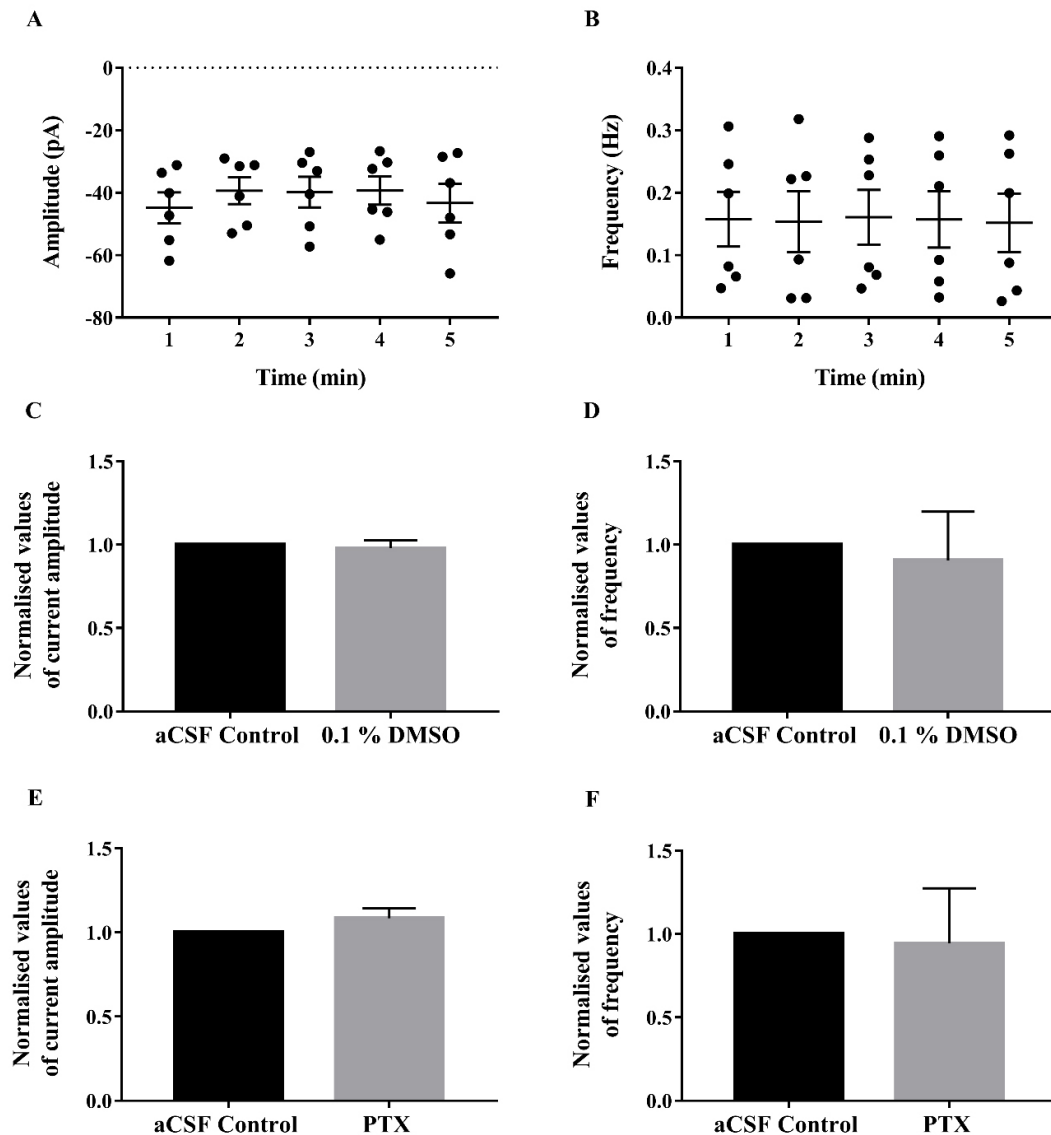 A
0
-20
-40
-60
-80
Amplitude (pA)
1 2 3 4 5
Time (min)
B
0.4
0.3
0.2
0.1
0.0
Frequency (Hz)
1 2 3 4 5
Time (min)
C
1.5
1.0
0.5
0.0
Normalised values
of current amplitude
aCSF Control 0.1 % DMSO
D
1.5
1.0
0.5
0.0
Normalised values
of frequency
aCSF Control 0.1 % DMSO
E
1.5
1.0
0.5
0.0
Normalised values
of current amplitude
aCSF Control PTX
F
1.5
1.0
0.5
0.0
Normalised values
of frequency
aCSF Control PTX